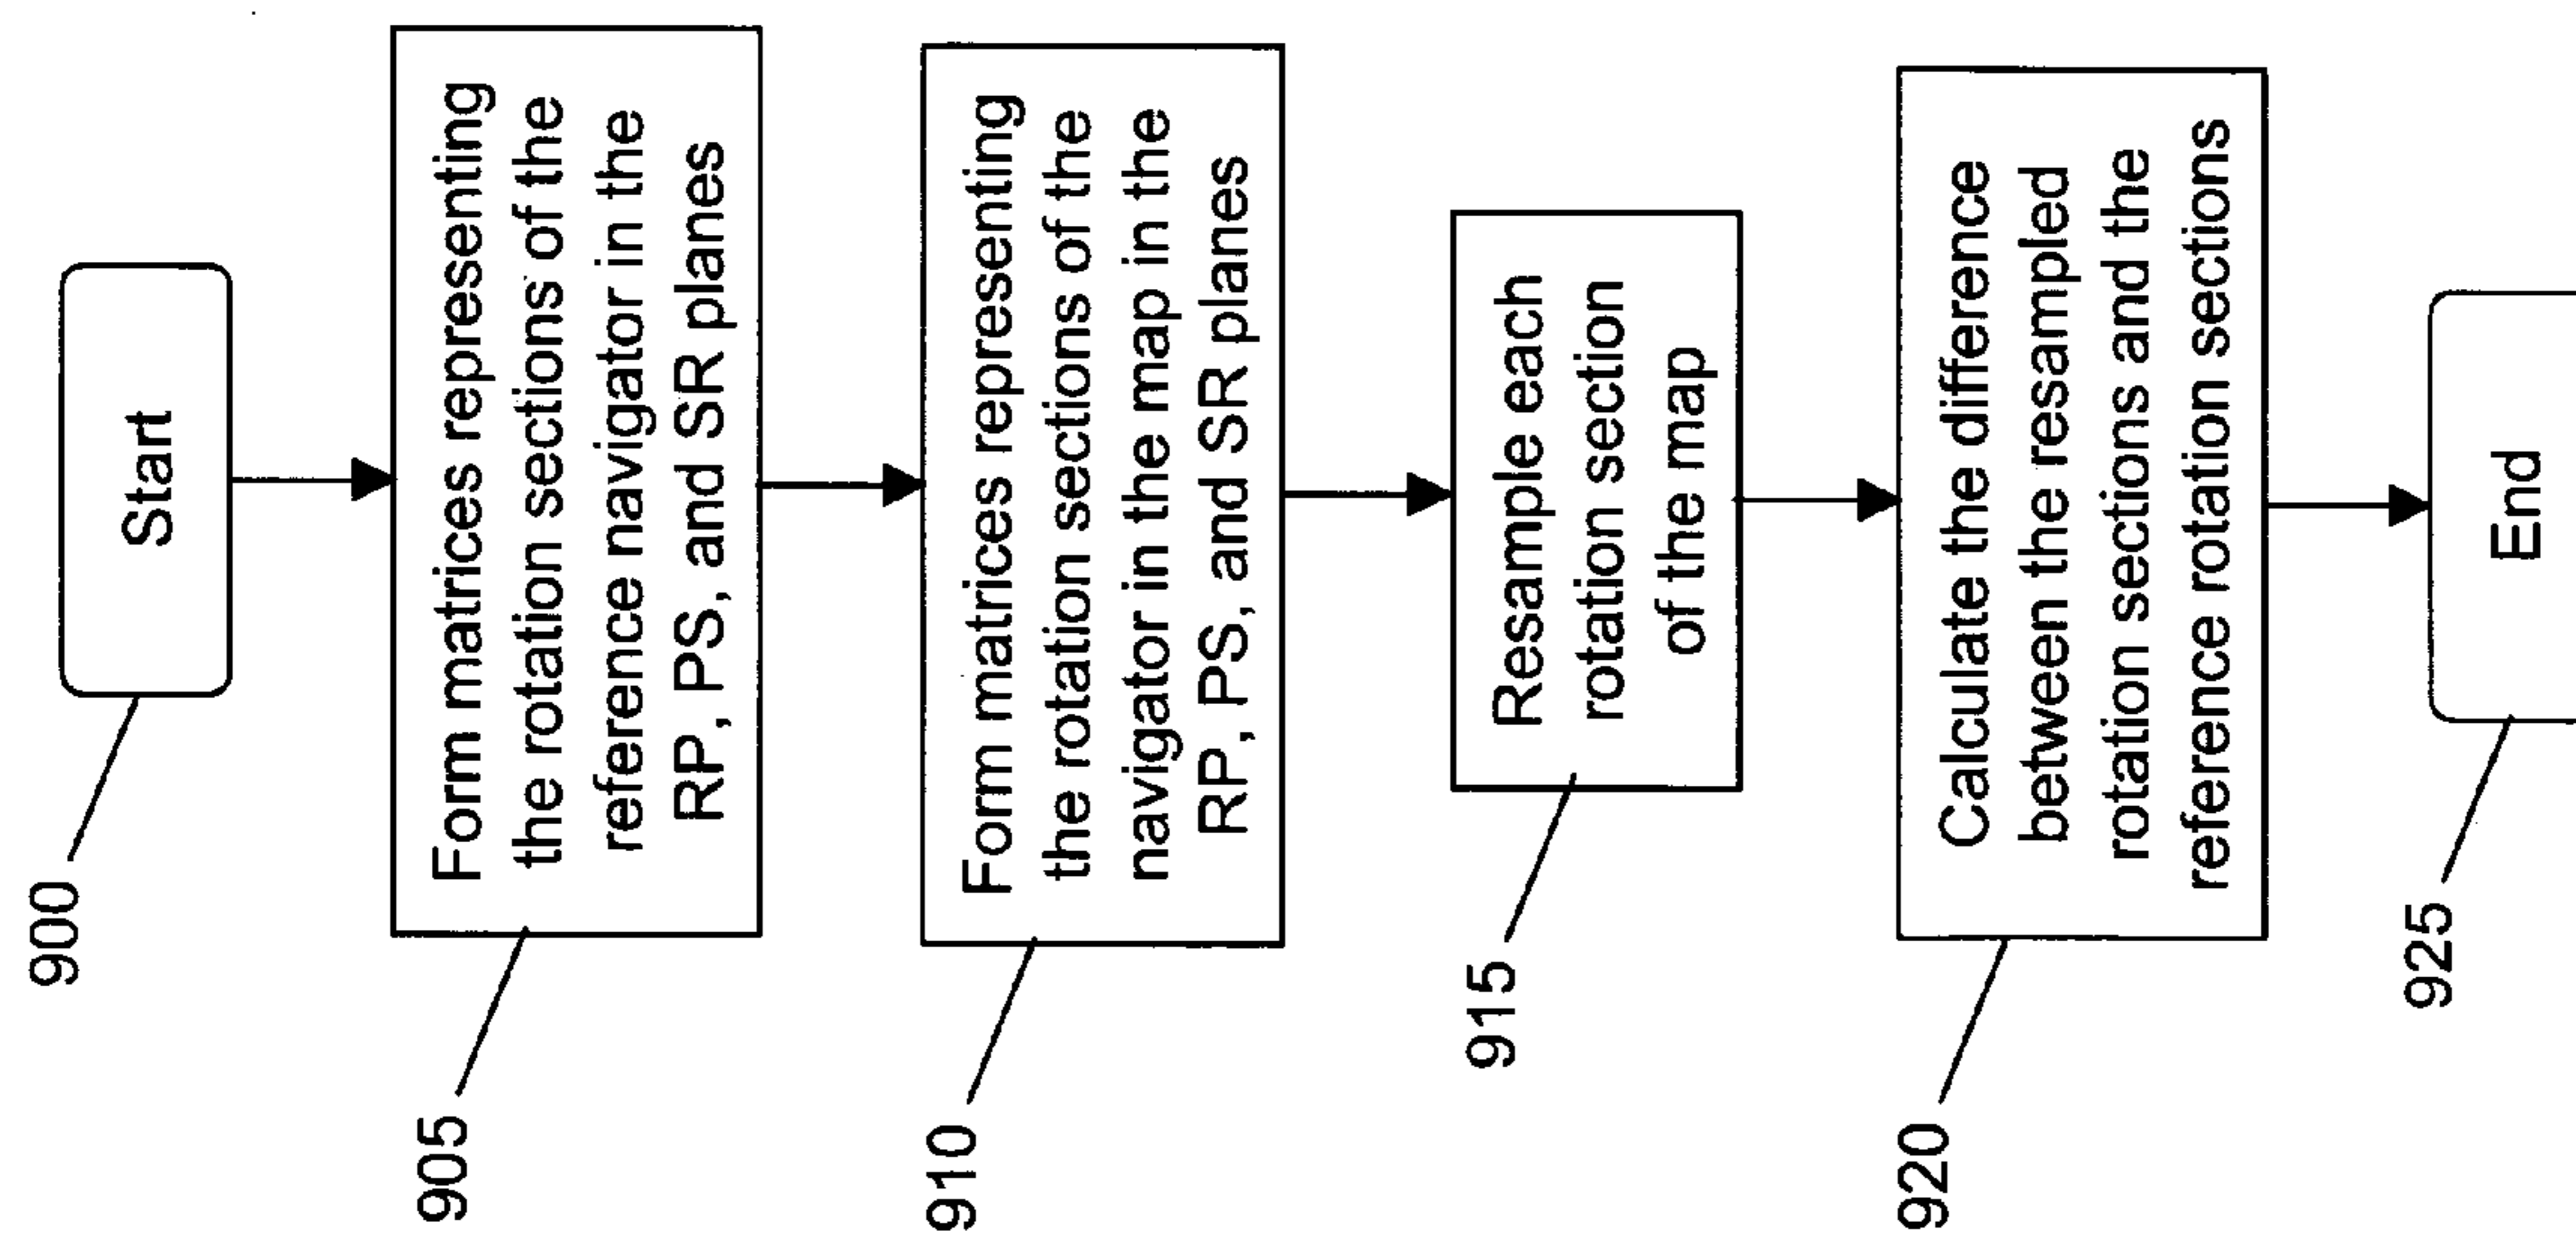 900
Start
905
Form matrices representing
the rotation sections of the
reference navigator in the
RP, PS, and SR planes
910
Form matrices representing
the rotation sections of the
navigator in the map in the
RP, PS, and SR planes
915
Resample each
rotation section
of the map
920
Calculate the difference
between the resampled
rotation sections and the
reference rotation sections
925
End